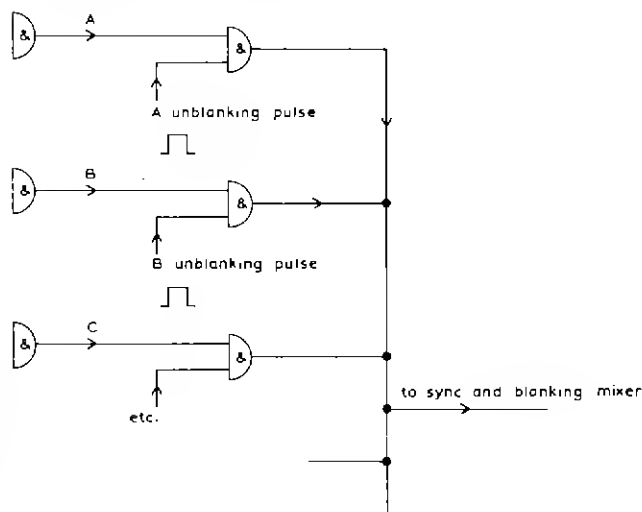 A
&
&
A unblanking pulse
B
&
&
B unblanking pulse
C
&
&
etc.
to sync and blanking mixer